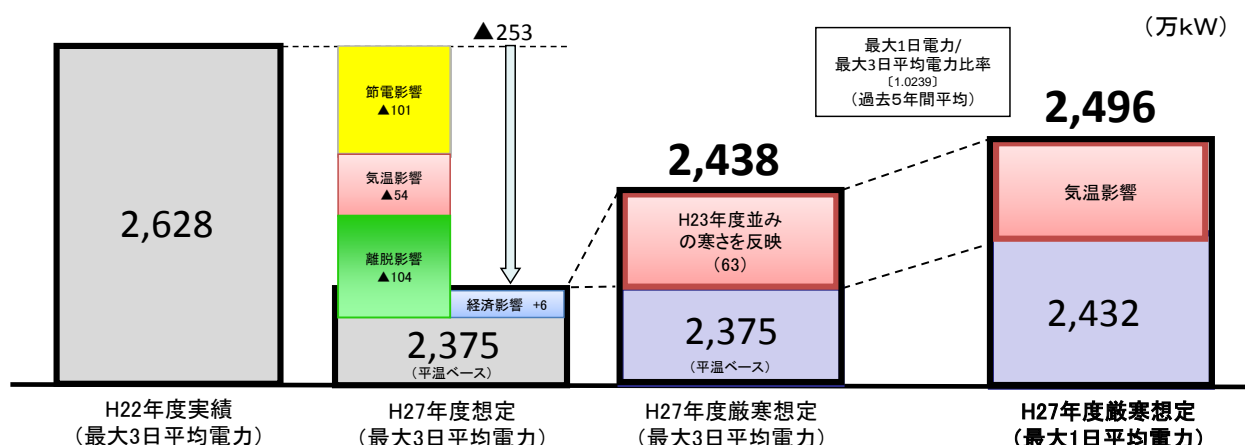 (万kW)
▲253
最大1日電力/
最大3日平均電力比率
〔1.0239〕
(過去5年間平均)
2,628
節電影響
▲101
気温影響
▲54
離脱影響
▲104
経済影響 +6
2,375
(平温ベース)
2,438
H23年度並み
の寒さを反映
(63)
2,375
(平温ベース)
2,496
気温影響
2,432
H22年度実績
(最大3日平均電力)
H27年度想定
(最大3日平均電力)
H27年度厳寒想定
(最大3日平均電力)
H27年度厳寒想定
(最大1日平均電力)